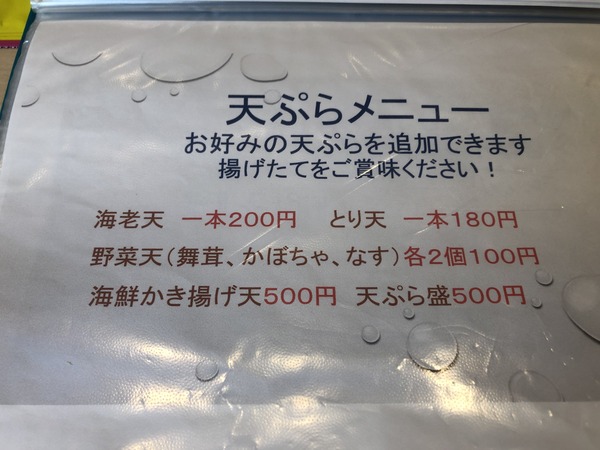 天ぷらメニュー
お好みの天ぷらを追加できます
揚げたてをご賞味ください！
海老天　一本200円　　とり天　一本180円
野菜天（舞茸、かぼちゃ、なす）各2個100円
海鮮かき揚げ天500円　天ぷら盛500円